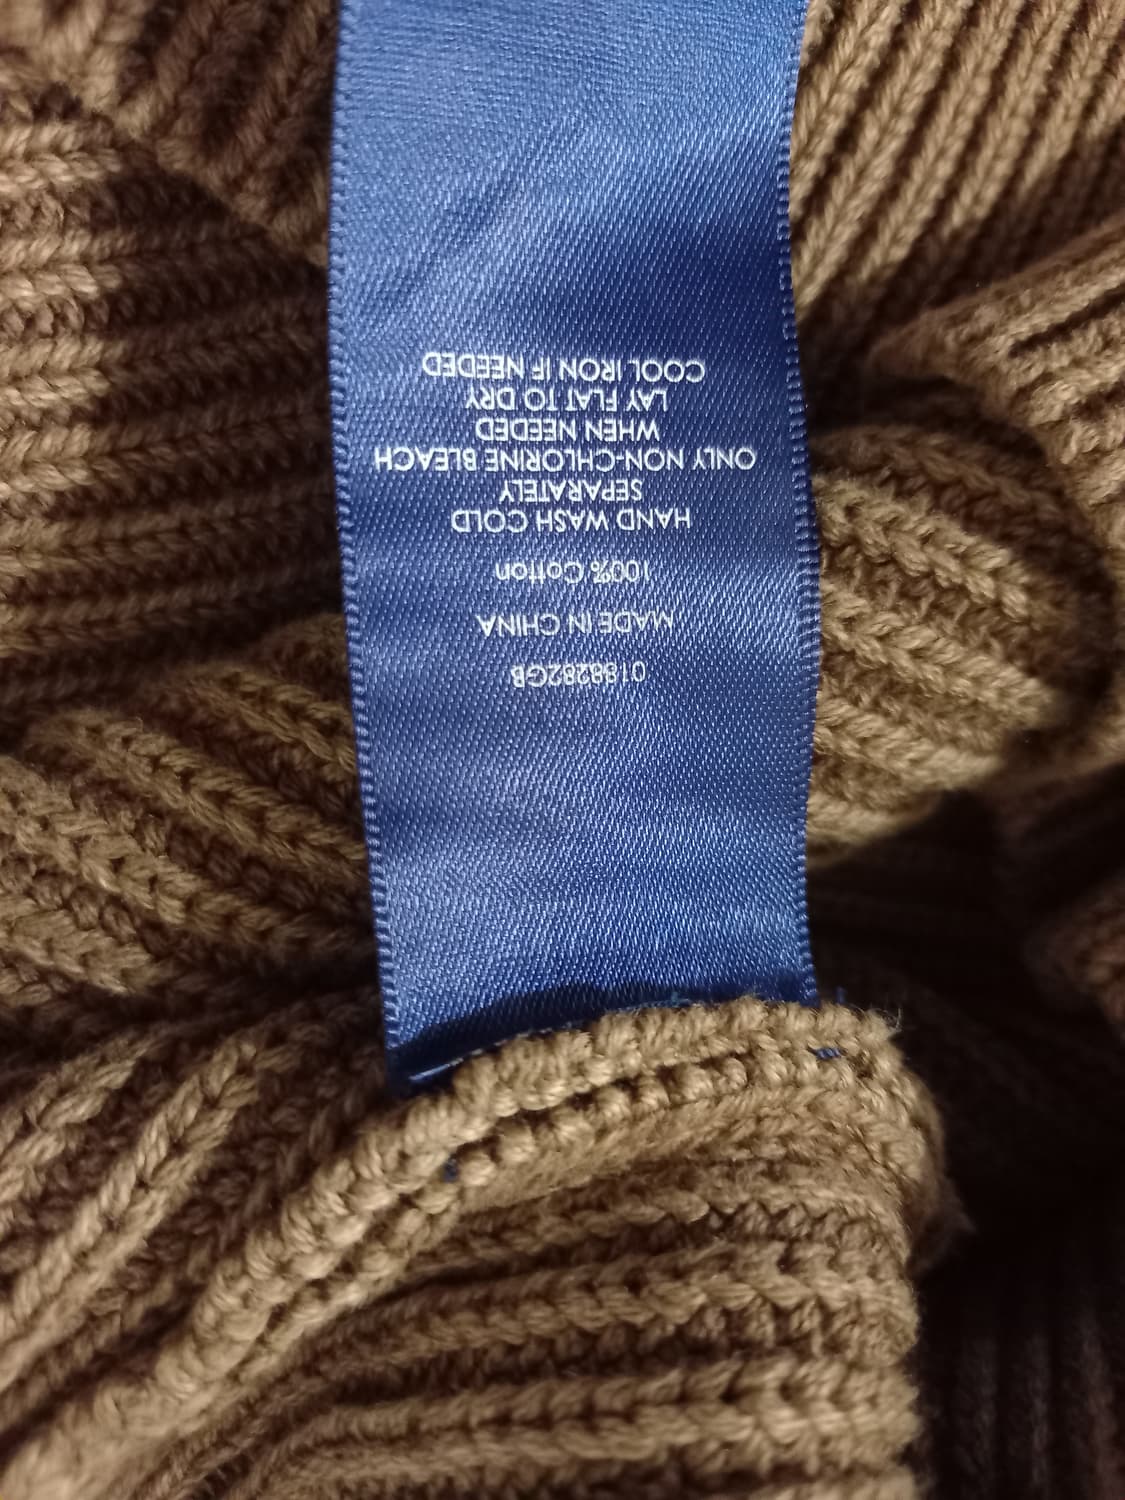 0188282GB
MADE IN CHINA
100% Cotton
HAND WASH COLD
SEPARATELY
ONLY NON-CHLORINE BLEACH
WHEN NEEDED
LAY FLAT TO DRY
COOL IRON IF NEEDED